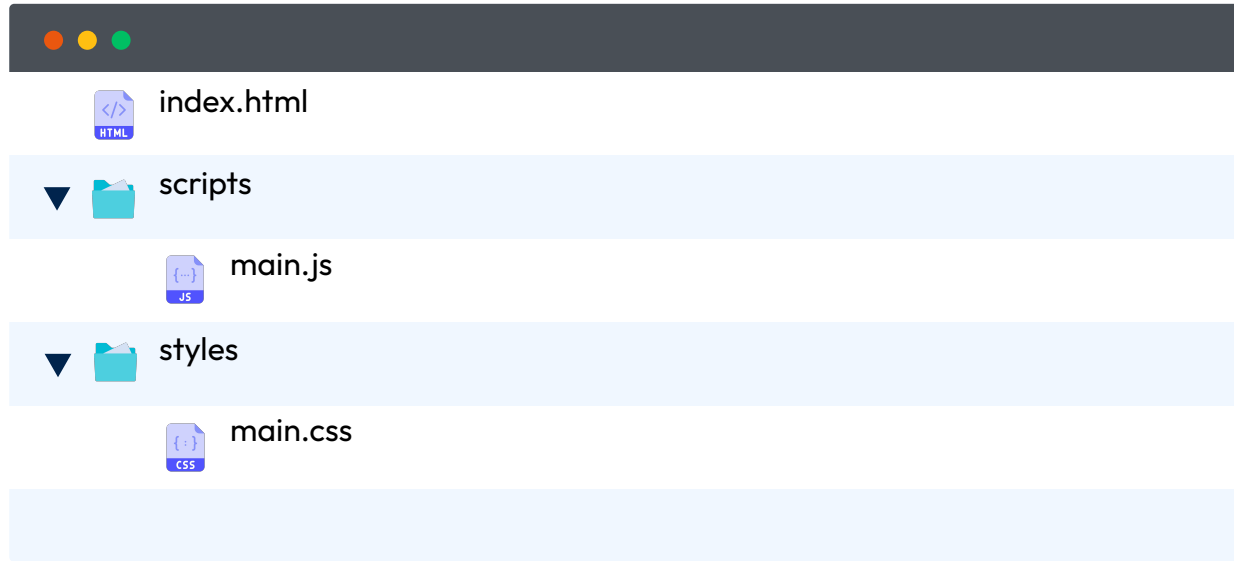 index.html
</>
HTML
scripts
main.js
{...}
JS
styles
main.css
{:}
CSS